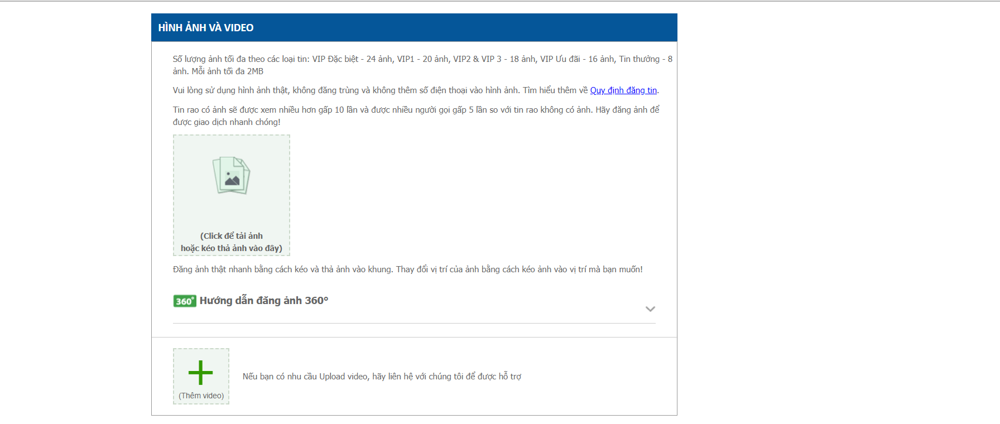 HÌNH ẢNH VÀ VIDEO
Số lượng ảnh tối đa theo các loại tin: VIP Đặc biệt - 24 ảnh, VIP1 - 20 ảnh, VIP2 & VIP 3 - 18 ảnh, VIP Ưu đãi - 16 ảnh, Tin thưởng - 8
ảnh. Mỗi ảnh tối đa 2MB
Vui lòng sử dụng hình ảnh thật, không đăng trùng và không thêm số điện thoại vào hình ảnh. Tìm hiểu thêm về Quy định đăng tin.
Tin rao có ảnh sẽ được xem nhiều hơn gấp 10 lần và được nhiều người gọi gấp 5 lần so với tin rao không có ảnh. Hãy đăng ảnh để
được giao dịch nhanh chóng!
(Click để tải ảnh
hoặc kéo thả ảnh vào đây)
Đăng ảnh thật nhanh bằng cách kéo và thả ảnh vào khung. Thay đổi vị trí của ảnh bằng cách kéo ảnh vào vị trí mà bạn muốn!
360° Hướng dẫn đăng ảnh 360°
(Thêm video)
Nếu bạn có nhu cầu Upload video, hãy liên hệ với chúng tôi để được hỗ trợ